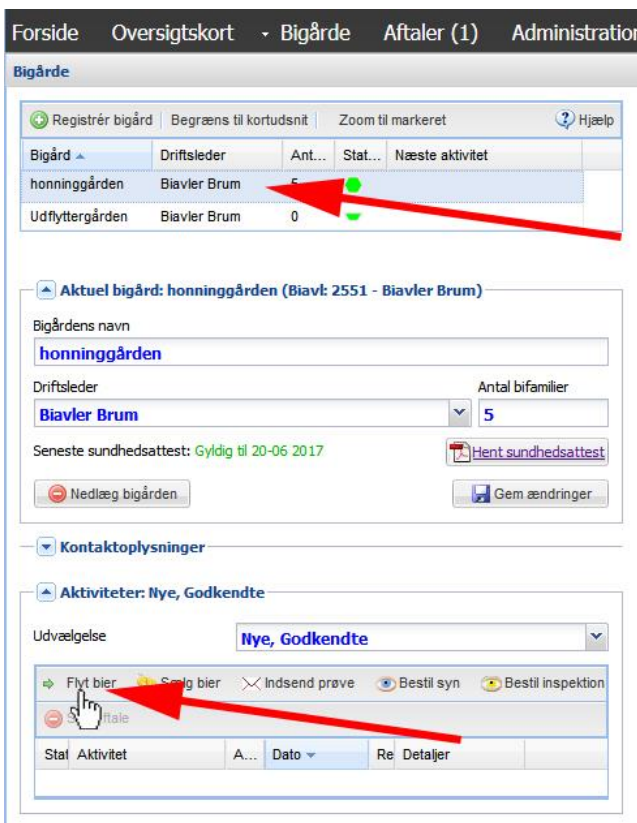 Forside Oversigtskort Bigårde Aftaler (1) Administration
Bigårde
Registrér bigård Begræns til kortudsnit Zoom til markeret Hjælp
Bigård Driftsleder Ant... Stat... Næste aktivitet
honninggården Biavler Brum 5
Udflyttergården Biavler Brum 0
Aktuel bigård: honninggården (Biavl: 2551 - Biavler Brum)
Bigårdens navn
honninggården
Driftsleder Antal bifamilier
Biavler Brum 5
Seneste sundhedsattest: Gyldig til 20-06 2017 Hent sundhedsattest
Nedlæg bigården Gem ændringer
Kontaktoplysninger
Aktiviteter: Nye, Godkendte
Udvælgelse Nye, Godkendte
Flyt bier Sælg bier Indsend prøve Bestil syn Bestil inspektion
Stat Aktivitet A... Dato Re Detaljer